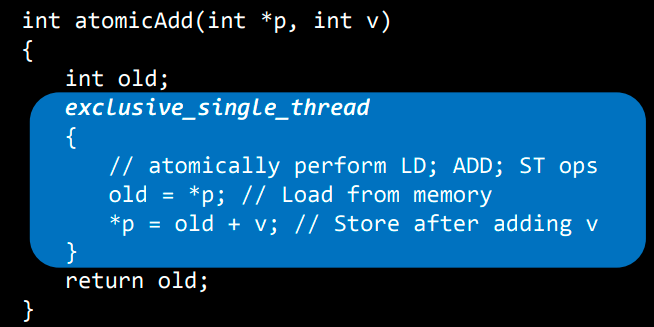 int atomicAdd(int *p, int v)
{
int old;
exclusive_single_thread
{
// atomically perform LD; ADD; ST ops
old = *p; // Load from memory
*p = old + v; // Store after adding v
}
return old;
}